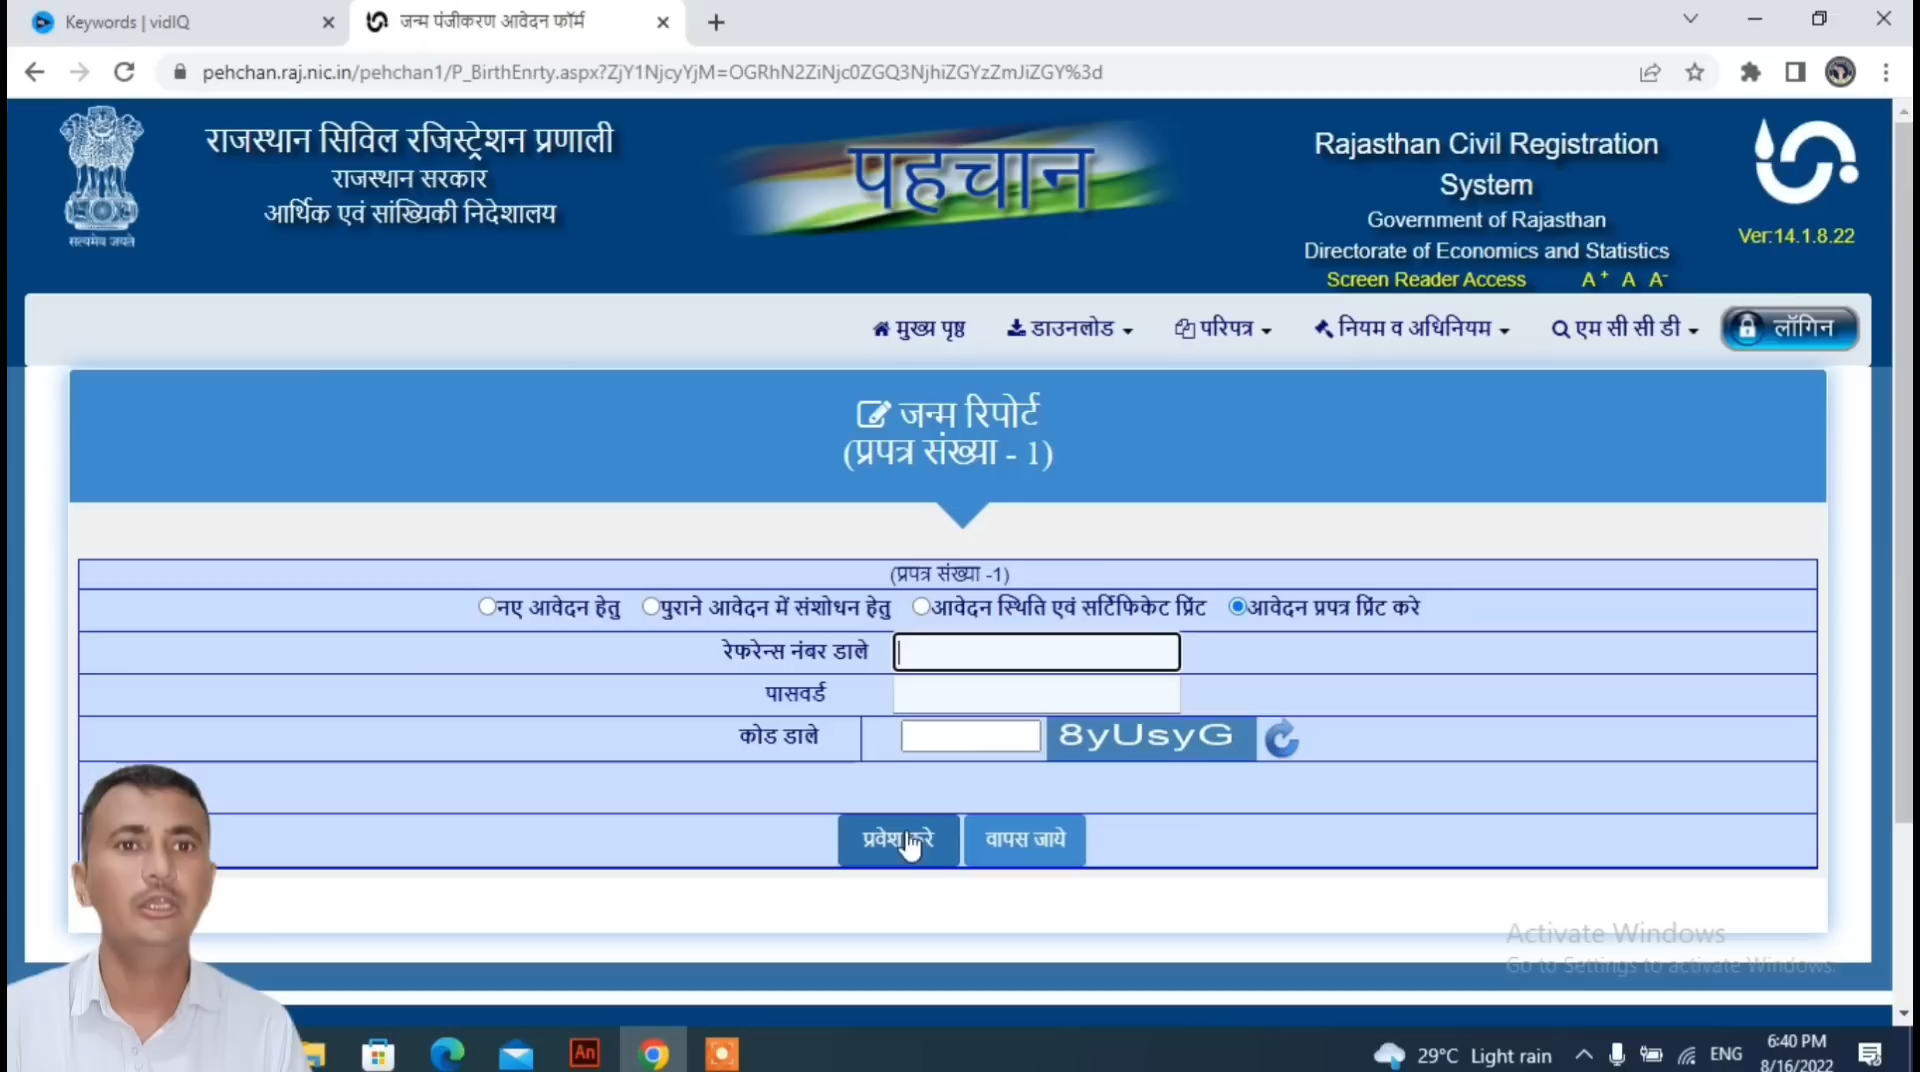 Keywords | vidIQ
जन्म पंजीकरण आवेदन फॉर्म
pehchan.raj.nic.in/pehchan1/P_BirthEnrty.aspx?ZjY1NjcyYjM=OGRhN2ZiNjc0ZGQ3NjhiZGYzZmJiZGY%3d
सत्यमेव जयते
राजस्थान सिविल रजिस्ट्रेशन प्रणाली
राजस्थान सरकार
आर्थिक एवं सांख्यिकी निदेशालय
पहचान
Rajasthan Civil Registration
System
Government of Rajasthan
Directorate of Economics and Statistics
Screen Reader Access A+ A A-
Ver:14.1.8.22
मुख्य पृष्ठ डाउनलोड परिपत्र नियम व अधिनियम एम सी सी डी लॉगिन
जन्म रिपोर्ट
(प्रपत्र संख्या - 1)
(प्रपत्र संख्या -1)
नए आवेदन हेतु पुराने आवेदन में संशोधन हेतु आवेदन स्थिति एवं सर्टिफिकेट प्रिंट आवेदन प्रपत्र प्रिंट करे
रेफरेन्स नंबर डाले
पासवर्ड
कोड डाले 8yUsyG
प्रवेश करे वापस जाये
Activate Windows
Go to Settings to activate Windows.
An
29°C Light rain ENG
6:40 PM
8/16/2022